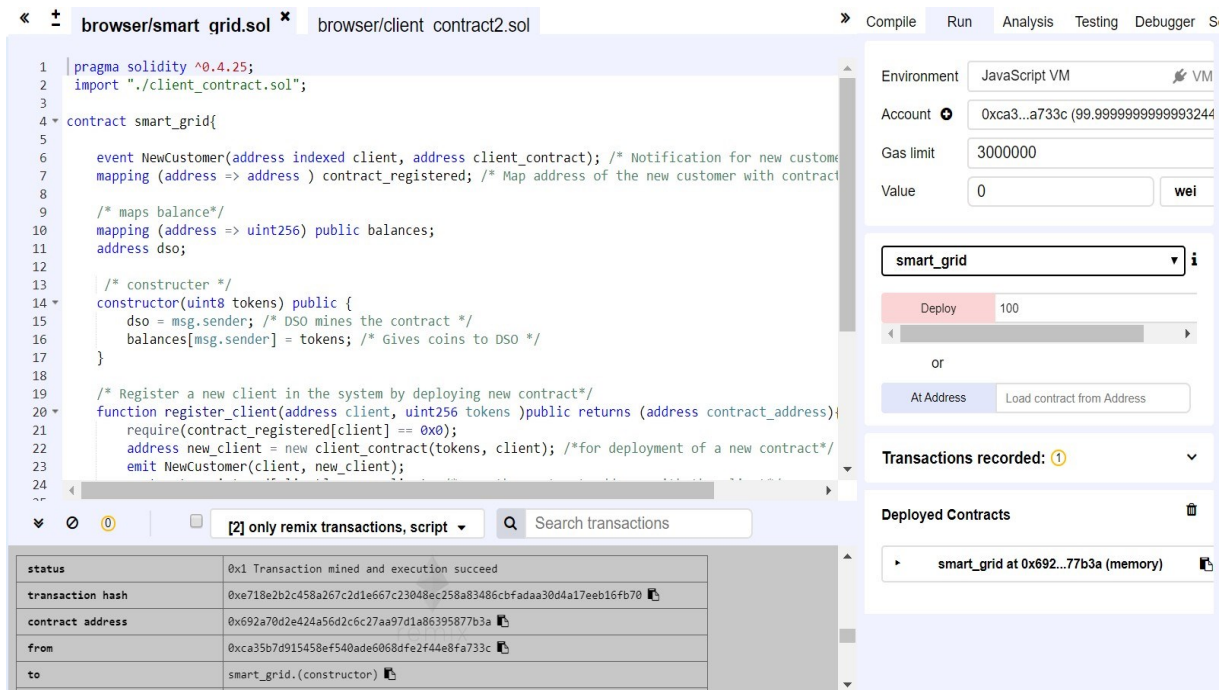 browser/smart_grid.sol ×
browser/client_contract2.sol
Compile Run Analysis Testing Debugger
1 pragma solidity ^0.4.25;
2 import "./client_contract.sol";
3
4 contract smart_grid{
5
6 event NewCustomer(address indexed client, address client_contract); /* Notification for new custome
7 mapping (address => address ) contract_registered; /* Map address of the new customer with contract
8
9 /* maps balance*/
10 mapping (address => uint256) public balances;
11 address dso;
12
13 /* constructer */
14 constructor(uint8 tokens) public {
15 dso = msg.sender; /* DSO mines the contract */
16 balances[msg.sender] = tokens; /* Gives coins to DSO */
17 }
18
19 /* Register a new client in the system by deploying new contract*/
20 function register_client(address client, uint256 tokens )public returns (address contract_address){
21 require(contract_registered[client] == 0x0);
22 address new_client = new client_contract(tokens, client); /*for deployment of a new contract*/
23 emit NewCustomer(client, new_client);
24
0 [2] only remix transactions, script Search transactions
status 0x1 Transaction mined and execution succeed
transaction hash 0xe718e2b2c458a267c2d1e667c23048ec258a83486cbfadaa30d4a17eeb16fb70
contract address 0x692a70d2e424a56d2c6c27aa97d1a86395877b3a
from 0xca35b7d915458ef540ade6068dfe2f44e8fa733c
to smart_grid.(constructor)
remix
Environment JavaScript VM VM
Account 0xca3...a733c (99.9999999999993244
Gas limit 3000000
Value 0 wei
smart_grid
Deploy 100
or
At Address Load contract from Address
Transactions recorded: 1
Deployed Contracts
smart_grid at 0x692...77b3a (memory)